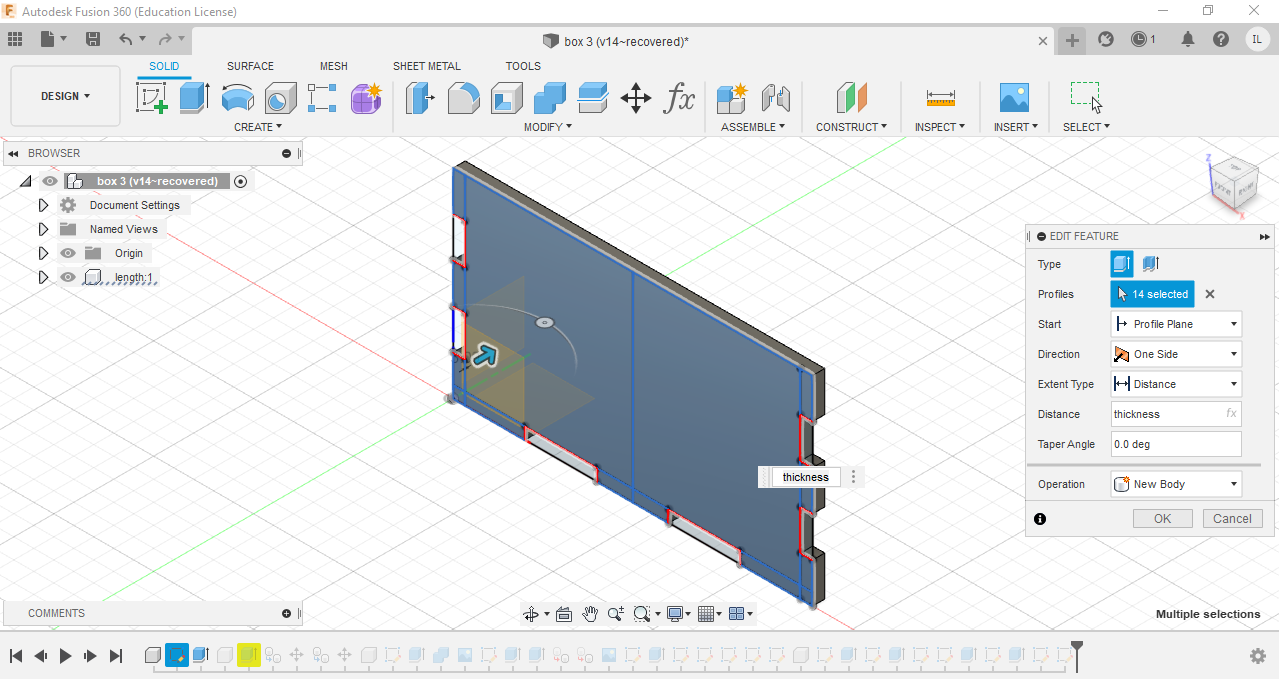 Autodesk Fusion 360 (Education License)
box 3 (v14~recovered)*
1
IL
DESIGN
SOLID
SURFACE
MESH
SHEET METAL
TOOLS
CREATE
MODIFY
ASSEMBLE
CONSTRUCT
INSPECT
INSERT
SELECT
BROWSER
box 3 (v14~recovered)
Document Settings
Named Views
Origin
length:1
Z
X
EDIT FEATURE
Type
Profiles
14 selected
Start
Profile Plane
Direction
One Side
Extent Type
Distance
Distance
thickness
fx
Taper Angle
0.0 deg
Operation
New Body
OK
Cancel
thickness
COMMENTS
Multiple selections